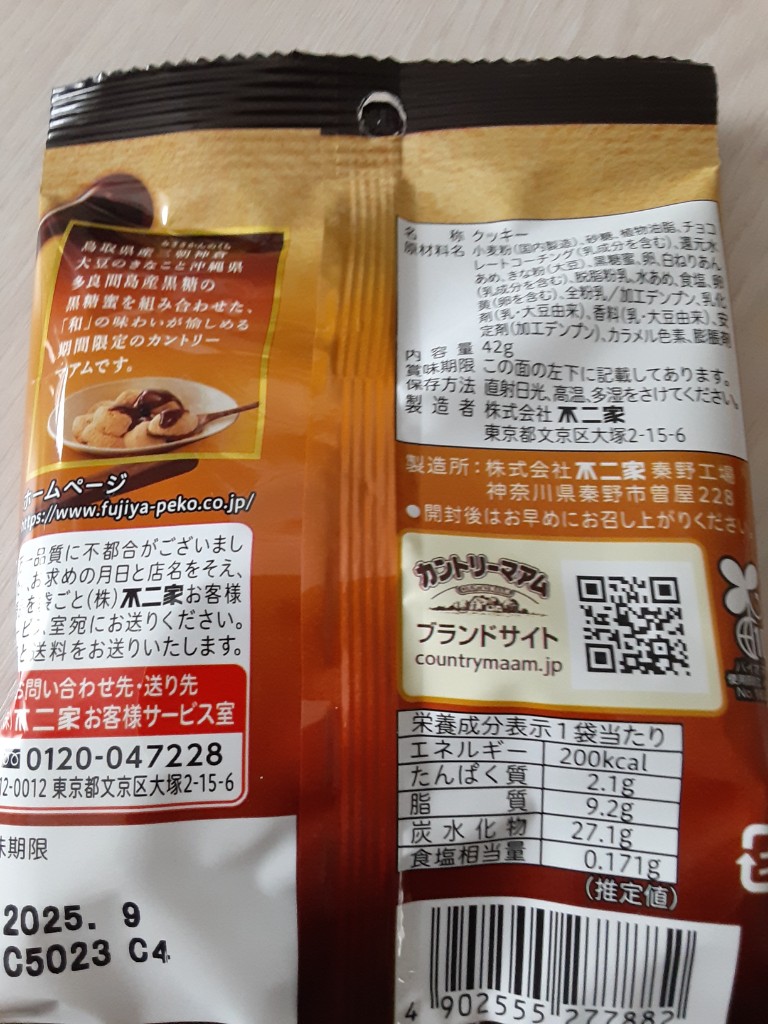 鳥取県産三朝神倉
みささかんのくら
大豆のきなこと沖縄県
多良間島産黒糖の
黒糖蜜を組み合わせた、
「和」の味わいが愉しめる
期間限定のカントリー
マアムです。
ホームページ
https://www.fujiya-peko.co.jp/
一品質に不都合がございまし
お求めの月日と店名をそえ、
を袋ごと(株)不二家お客様
室宛にお送りください。
送料をお送りいたします。
お問い合わせ先・送り先
不二家お客様サービス室
0120-047228
12-0012 東京都文京区大塚2-15-6
味期限
2025. 9
C5023 C4
名称 クッキー
原材料名 小麦粉(国内製造)、砂糖、植物油脂、チョコ
レートコーチング(乳成分を含む)、還元水
あめ、きな粉(大豆)、黒糖蜜、卵、白ねりあん
(乳成分を含む)、脱脂粉乳、水あめ、食塩、卵
黄(卵を含む)、全粉乳/加工デンプン、乳化
剤(乳・大豆由来)、香料(乳・大豆由来)、安
定剤(加工デンプン)、カラメル色素、膨脹剤
内容量 42g
賞味期限 この面の左下に記載してあります。
保存方法 直射日光、高温、多湿をさけてください。
製造者 株式会社 不二家
東京都文京区大塚2-15-6
製造所：株式会社 不二家 秦野工場
神奈川県秦野市曽屋228
●開封後はお早めにお召し上がりください
カントリーマアム
ブランドサイト
countrymaam.jp
栄養成分表示1袋当たり
エネルギー 200kcal
たんぱく質 2.1g
脂質 9.2g
炭水化物 27.1g
食塩相当量 0.171g
(推定値)
4 902555 277882